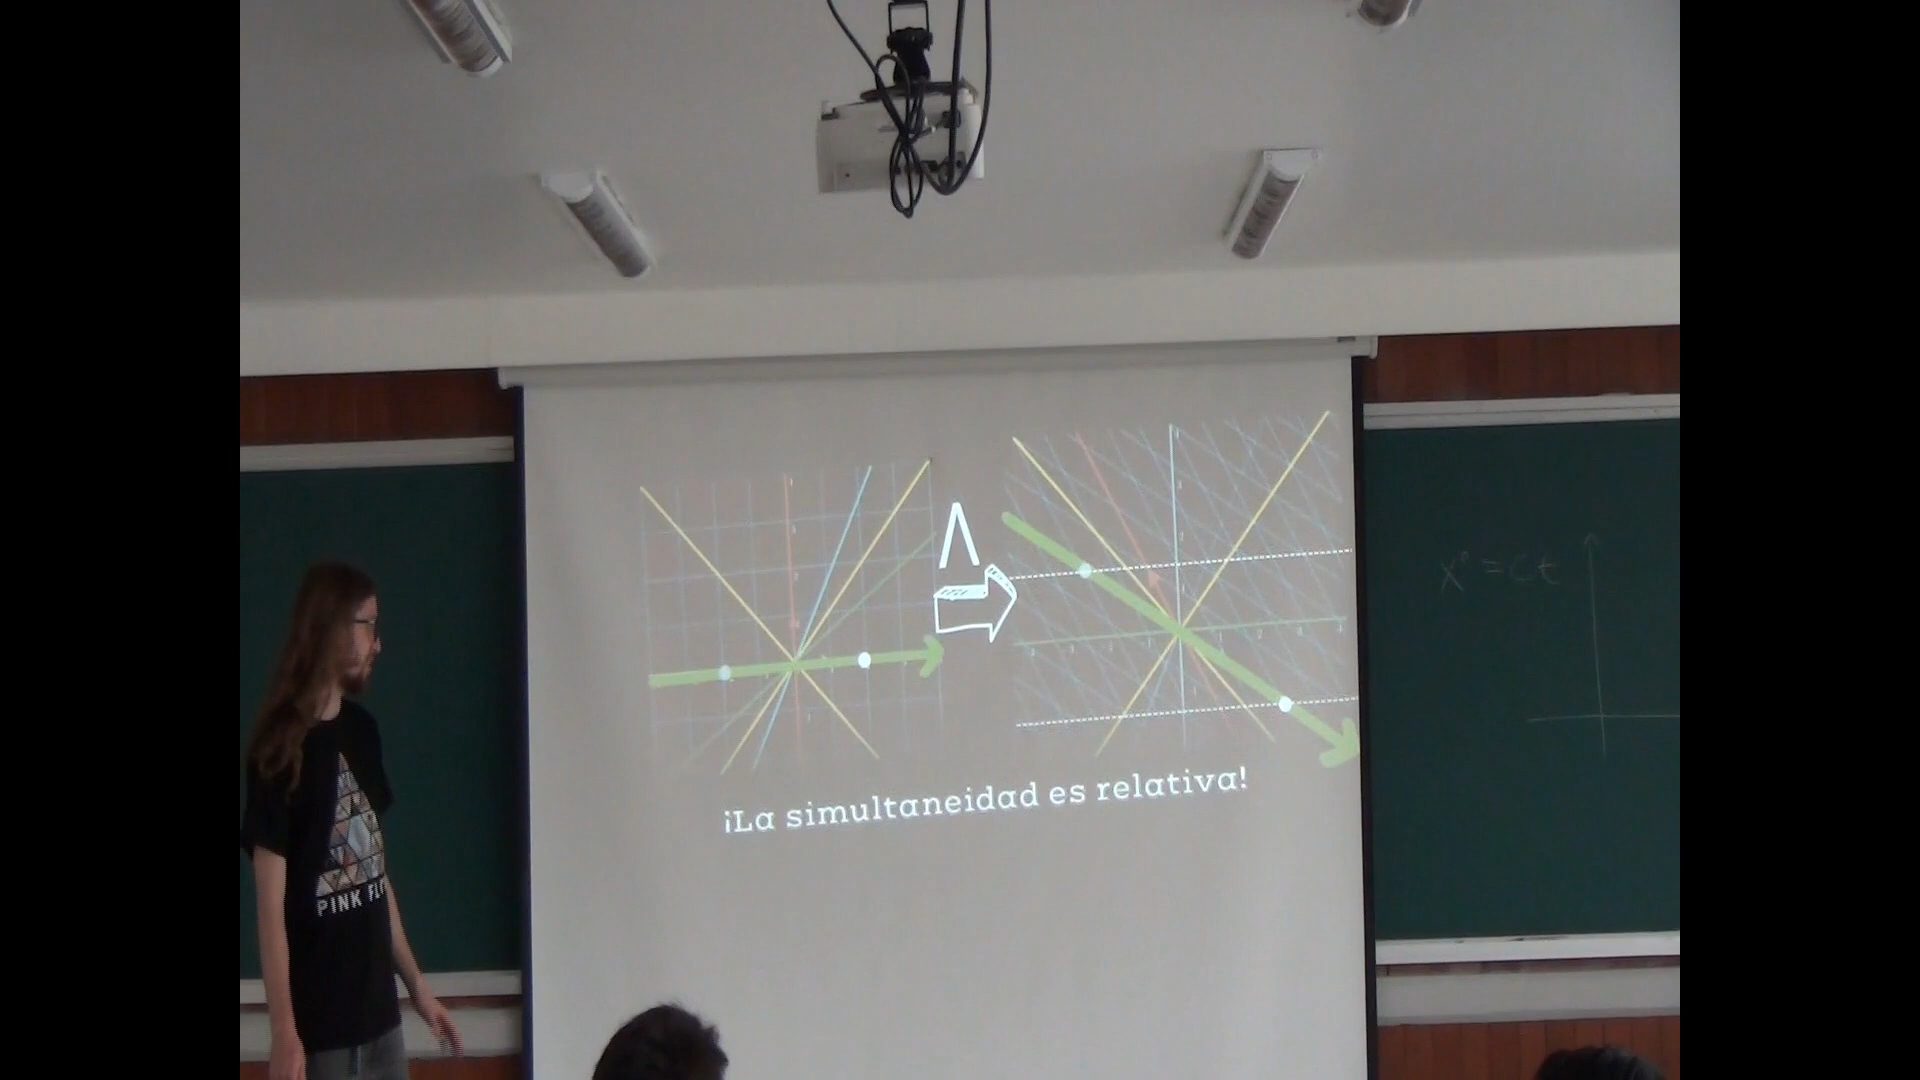 Λ
¡La simultaneidad es relativa!
x⁰ = ct
PINK FL